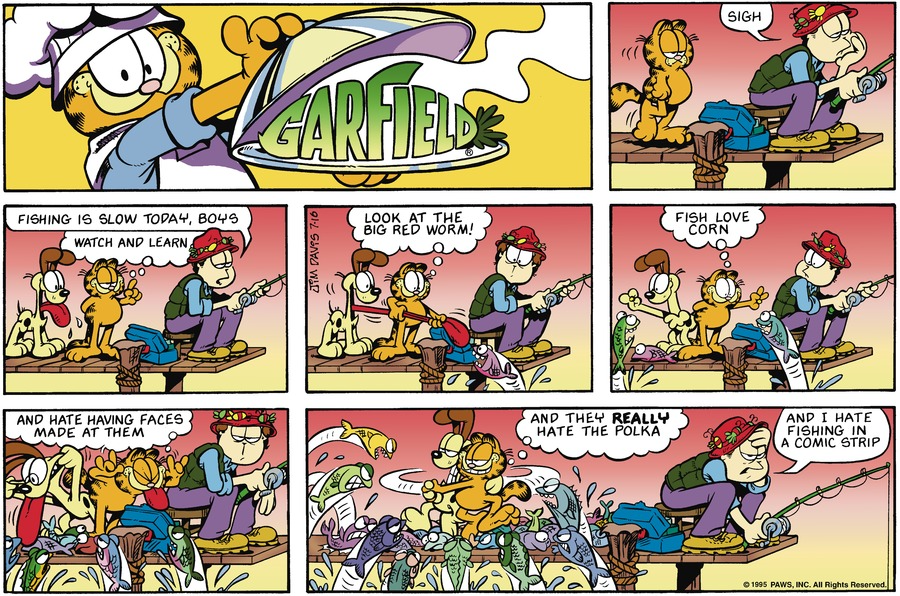 GARFIELD®
SIGH
FISHING IS SLOW TODAY, BOYS
WATCH AND LEARN
JIM DAVIS 7-16
LOOK AT THE
BIG RED WORM!
FISH LOVE
CORN
AND HATE HAVING FACES
MADE AT THEM
AND THEY REALLY
HATE THE POLKA
AND I HATE
FISHING IN
A COMIC STRIP
© 1995 PAWS, INC. All Rights Reserved.